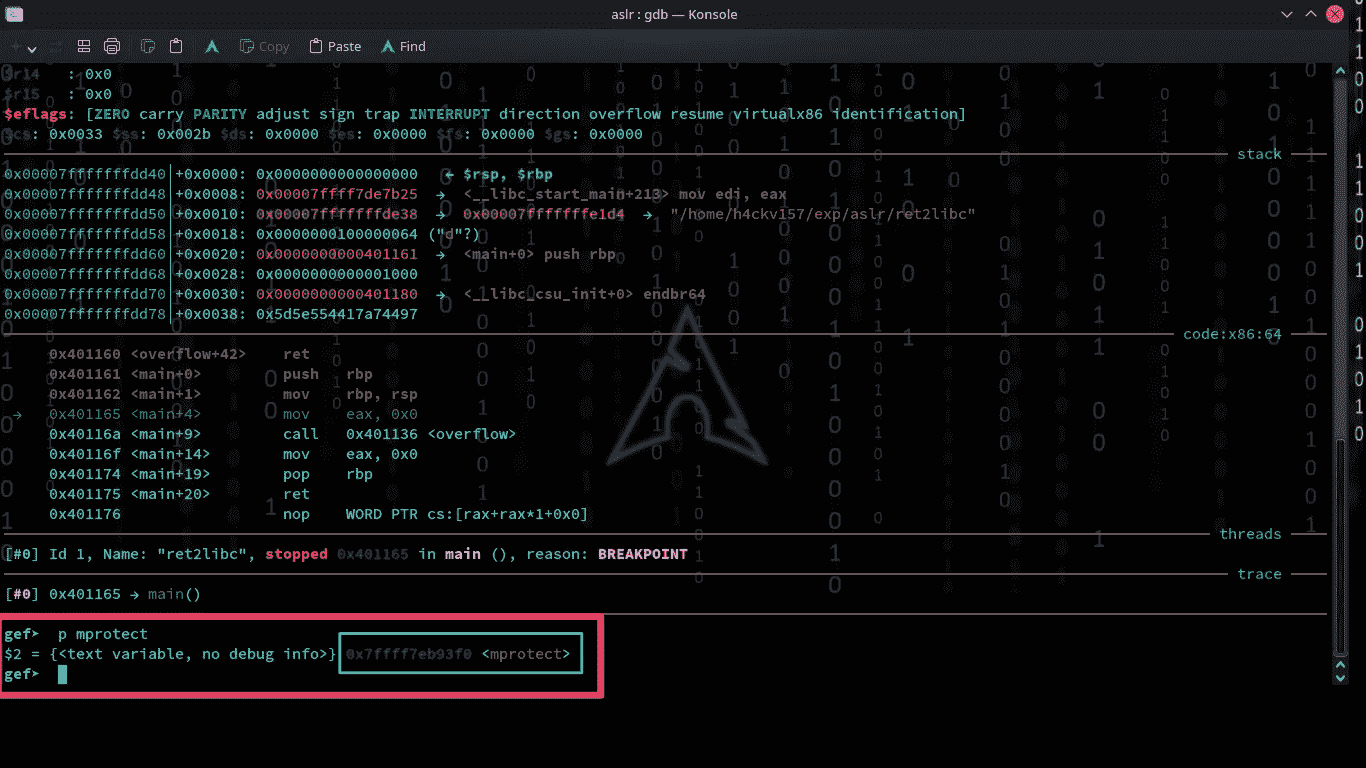 aslr : gdb — Konsole
Copy Paste Find
$r14 : 0x0
$r15 : 0x0
$eflags: [ZERO carry PARITY adjust sign trap INTERRUPT direction overflow resume virtualx86 identification]
$cs: 0x0033 $ss: 0x002b $ds: 0x0000 $es: 0x0000 $fs: 0x0000 $gs: 0x0000
stack
0x00007fffffffdd40│+0x0000: 0x0000000000000000 ← $rsp, $rbp
0x00007fffffffdd48│+0x0008: 0x00007ffff7de7b25 → <__libc_start_main+213> mov edi, eax
0x00007fffffffdd50│+0x0010: 0x00007fffffffde38 → 0x00007fffffffe1d4 → "/home/h4ckv157/exp/aslr/ret2libc"
0x00007fffffffdd58│+0x0018: 0x0000000100000064 ("d"?)
0x00007fffffffdd60│+0x0020: 0x0000000000401161 → <main+0> push rbp
0x00007fffffffdd68│+0x0028: 0x0000000000001000
0x00007fffffffdd70│+0x0030: 0x0000000000401180 → <__libc_csu_init+0> endbr64
0x00007fffffffdd78│+0x0038: 0x5d5e554417a74497
code:x86:64
0x401160 <overflow+42> ret
0x401161 <main+0> push rbp
0x401162 <main+1> mov rbp, rsp
→ 0x401165 <main+4> mov eax, 0x0
0x40116a <main+9> call 0x401136 <overflow>
0x40116f <main+14> mov eax, 0x0
0x401174 <main+19> pop rbp
0x401175 <main+20> ret
0x401176 nop WORD PTR cs:[rax+rax*1+0x0]
threads
[#0] Id 1, Name: "ret2libc", stopped 0x401165 in main (), reason: BREAKPOINT
trace
[#0] 0x401165 → main()
gef➤ p mprotect
$2 = {<text variable, no debug info>} 0x7ffff7eb93f0 <mprotect>
gef➤